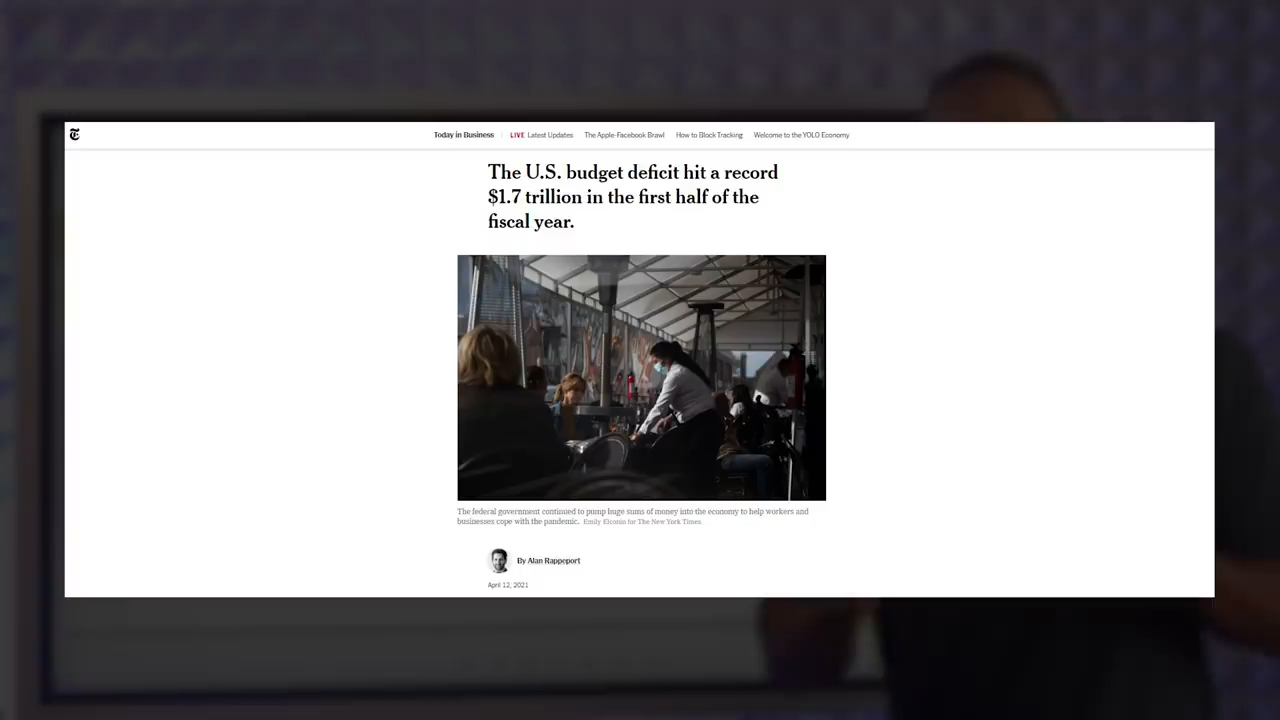 Today in Business LIVE Latest Updates The Apple-Facebook Brawl How to Block Tracking Welcome to the YOLO Economy
The U.S. budget deficit hit a record
$1.7 trillion in the first half of the
fiscal year.
The federal government continued to pump huge sums of money into the economy to help workers and
businesses cope with the pandemic. Emily Elconin for The New York Times
By Alan Rappeport
April 12, 2021